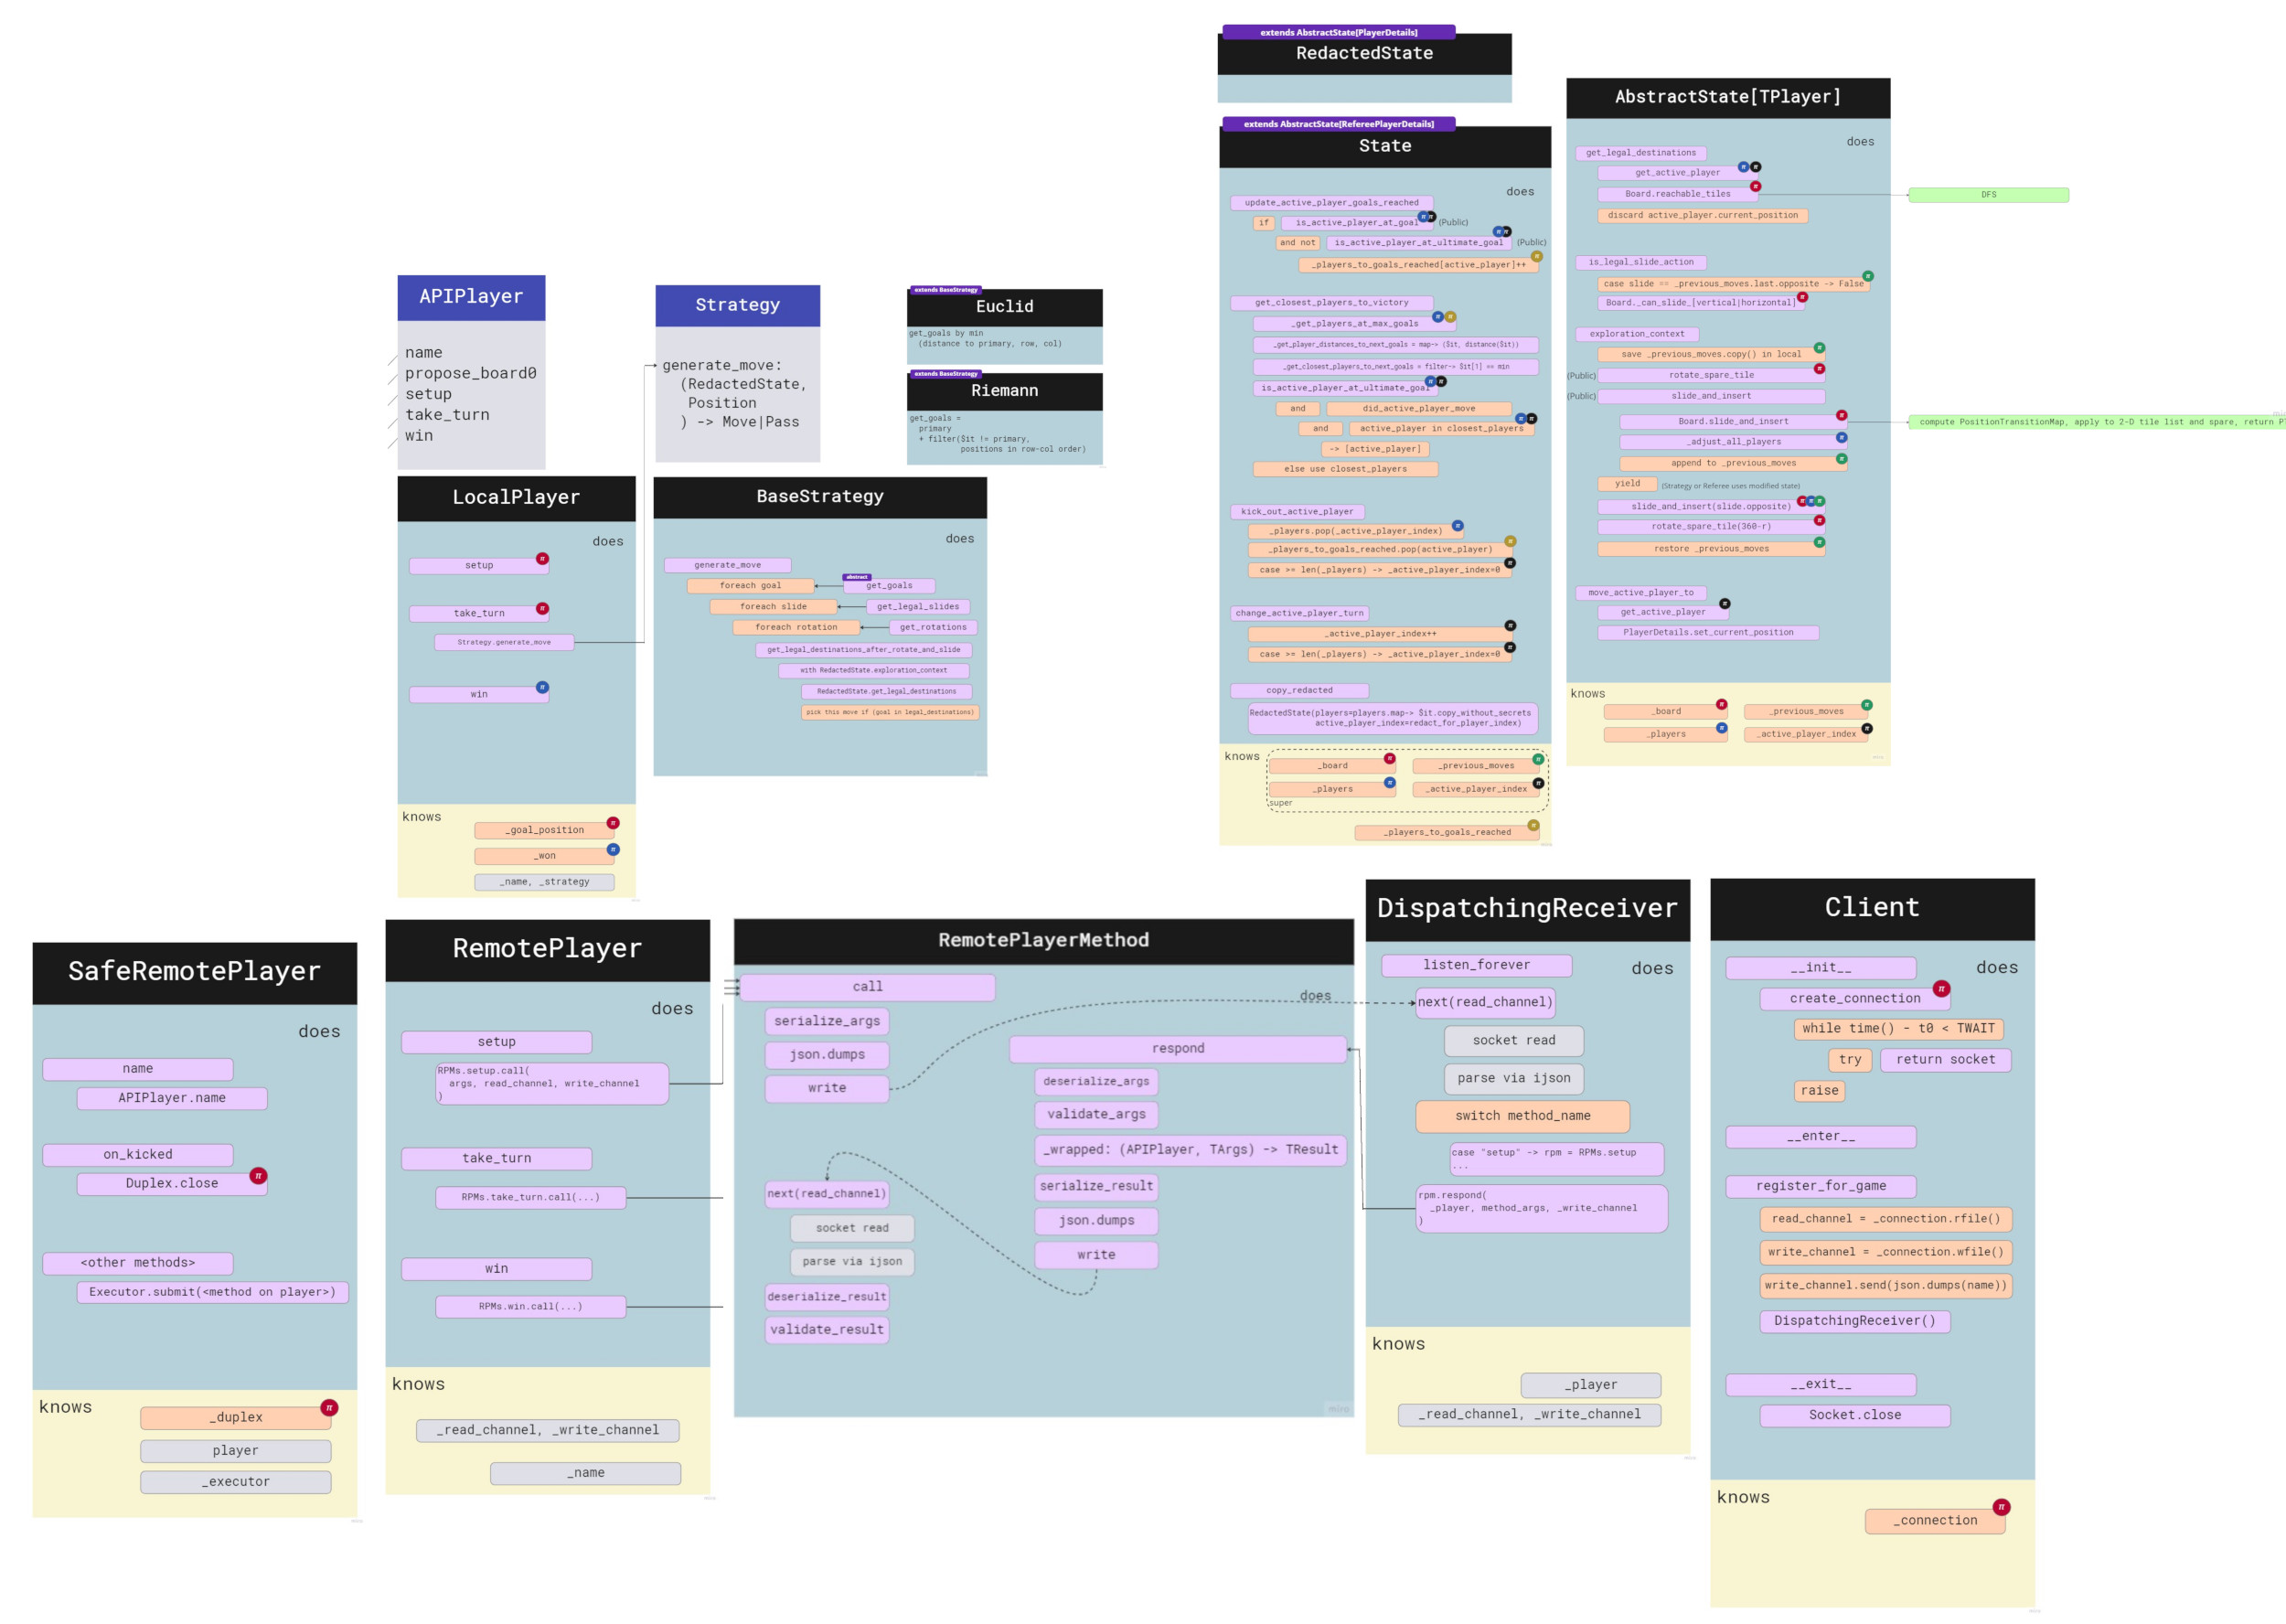 extends AbstractState[PlayerDetails]
RedactedState
extends AbstractState[RefereePlayerDetails]
State
does
update_active_player_goals_reached
if
is_active_player_at_goal
(Public)
and not
is_active_player_at_ultimate_goal
(Public)
_players_to_goals_reached[active_player]++
get_closest_players_to_victory
_get_players_at_max_goals
_get_player_distances_to_next_goals = map-> ($it, distance($it))
_get_closest_players_to_next_goals = filter-> $it[1] == min
is_active_player_at_ultimate_goal
and
did_active_player_move
and
active_player in closest_players
-> [active_player]
else use closest_players
kick_out_active_player
_players.pop(_active_player_index)
_players_to_goals_reached.pop(active_player)
case >= len(_players) -> _active_player_index=0
change_active_player_turn
_active_player_index++
case >= len(_players) -> _active_player_index=0
copy_redacted
RedactedState(players=players.map-> $it.copy_without_secrets
active_player_index=redact_for_player_index)
knows
_board
_previous_moves
_players
_active_player_index
super
_players_to_goals_reached
AbstractState[TPlayer]
does
get_legal_destinations
get_active_player
Board.reachable_tiles
DFS
discard active_player.current_position
is_legal_slide_action
case slide == _previous_moves.last.opposite -> False
Board._can_slide_[vertical|horizontal]
exploration_context
save _previous_moves.copy() in local
(Public)
rotate_spare_tile
(Public)
slide_and_insert
Board.slide_and_insert
compute PositionTransitionMap, apply to 2-D tile list and spare, return
_adjust_all_players
append to _previous_moves
yield
(Strategy or Referee uses modified state)
slide_and_insert(slide.opposite)
rotate_spare_tile(360-r)
restore _previous_moves
move_active_player_to
get_active_player
PlayerDetails.set_current_position
knows
_board
_previous_moves
_players
_active_player_index
APIPlayer
name
propose_board0
setup
take_turn
win
Strategy
generate_move:
(RedactedState,
Position
) -> Move|Pass
extends BaseStrategy
Euclid
get_goals by min
(distance to primary, row, col)
extends BaseStrategy
Riemann
get_goals =
primary
+ filter($it != primary,
positions in row-col order)
LocalPlayer
does
setup
take_turn
Strategy.generate_move
win
knows
_goal_position
_won
_name, _strategy
BaseStrategy
does
generate_move
foreach goal
abstract
get_goals
foreach slide
get_legal_slides
foreach rotation
get_rotations
get_legal_destinations_after_rotate_and_slide
with RedactedState.exploration_context
RedactedState.get_legal_destinations
pick this move if (goal in legal_destinations)
SafeRemotePlayer
does
name
APIPlayer.name
on_kicked
Duplex.close
<other methods>
Executor.submit(<method on player>)
knows
_duplex
player
_executor
RemotePlayer
does
setup
RPMs.setup.call(
args, read_channel, write_channel
)
take_turn
RPMs.take_turn.call(...)
win
RPMs.win.call(...)
knows
_read_channel, _write_channel
_name
RemotePlayerMethod
does
call
serialize_args
json.dumps
write
next(read_channel)
socket read
parse via ijson
deserialize_result
validate_result
respond
deserialize_args
validate_args
_wrapped: (APIPlayer, TArgs) -> TResult
serialize_result
json.dumps
write
miro
DispatchingReceiver
listen_forever
does
next(read_channel)
socket read
parse via ijson
switch method_name
case "setup" -> rpm = RPMs.setup
...
rpm.respond(
_player, method_args, _write_channel
)
knows
_player
_read_channel, _write_channel
Client
__init__
does
create_connection
while time() - t0 < TWAIT
try
return socket
raise
__enter__
register_for_game
read_channel = _connection.rfile()
write_channel = _connection.wfile()
write_channel.send(json.dumps(name))
DispatchingReceiver()
__exit__
Socket.close
knows
_connection